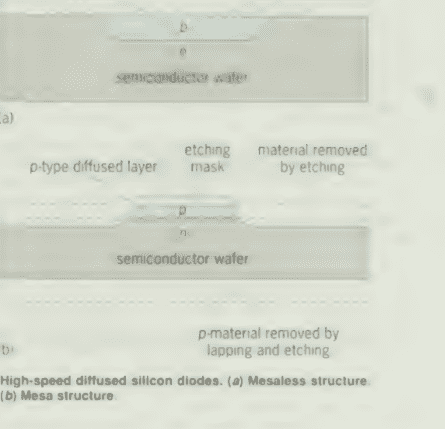 p
n
semiconductor wafer
(a)
etching material removed
p-type diffused layer mask by etching
p
n
semiconductor wafer
p-material removed by
(b) lapping and etching
High-speed diffused silicon diodes. (a) Mesaless structure.
(b) Mesa structure.